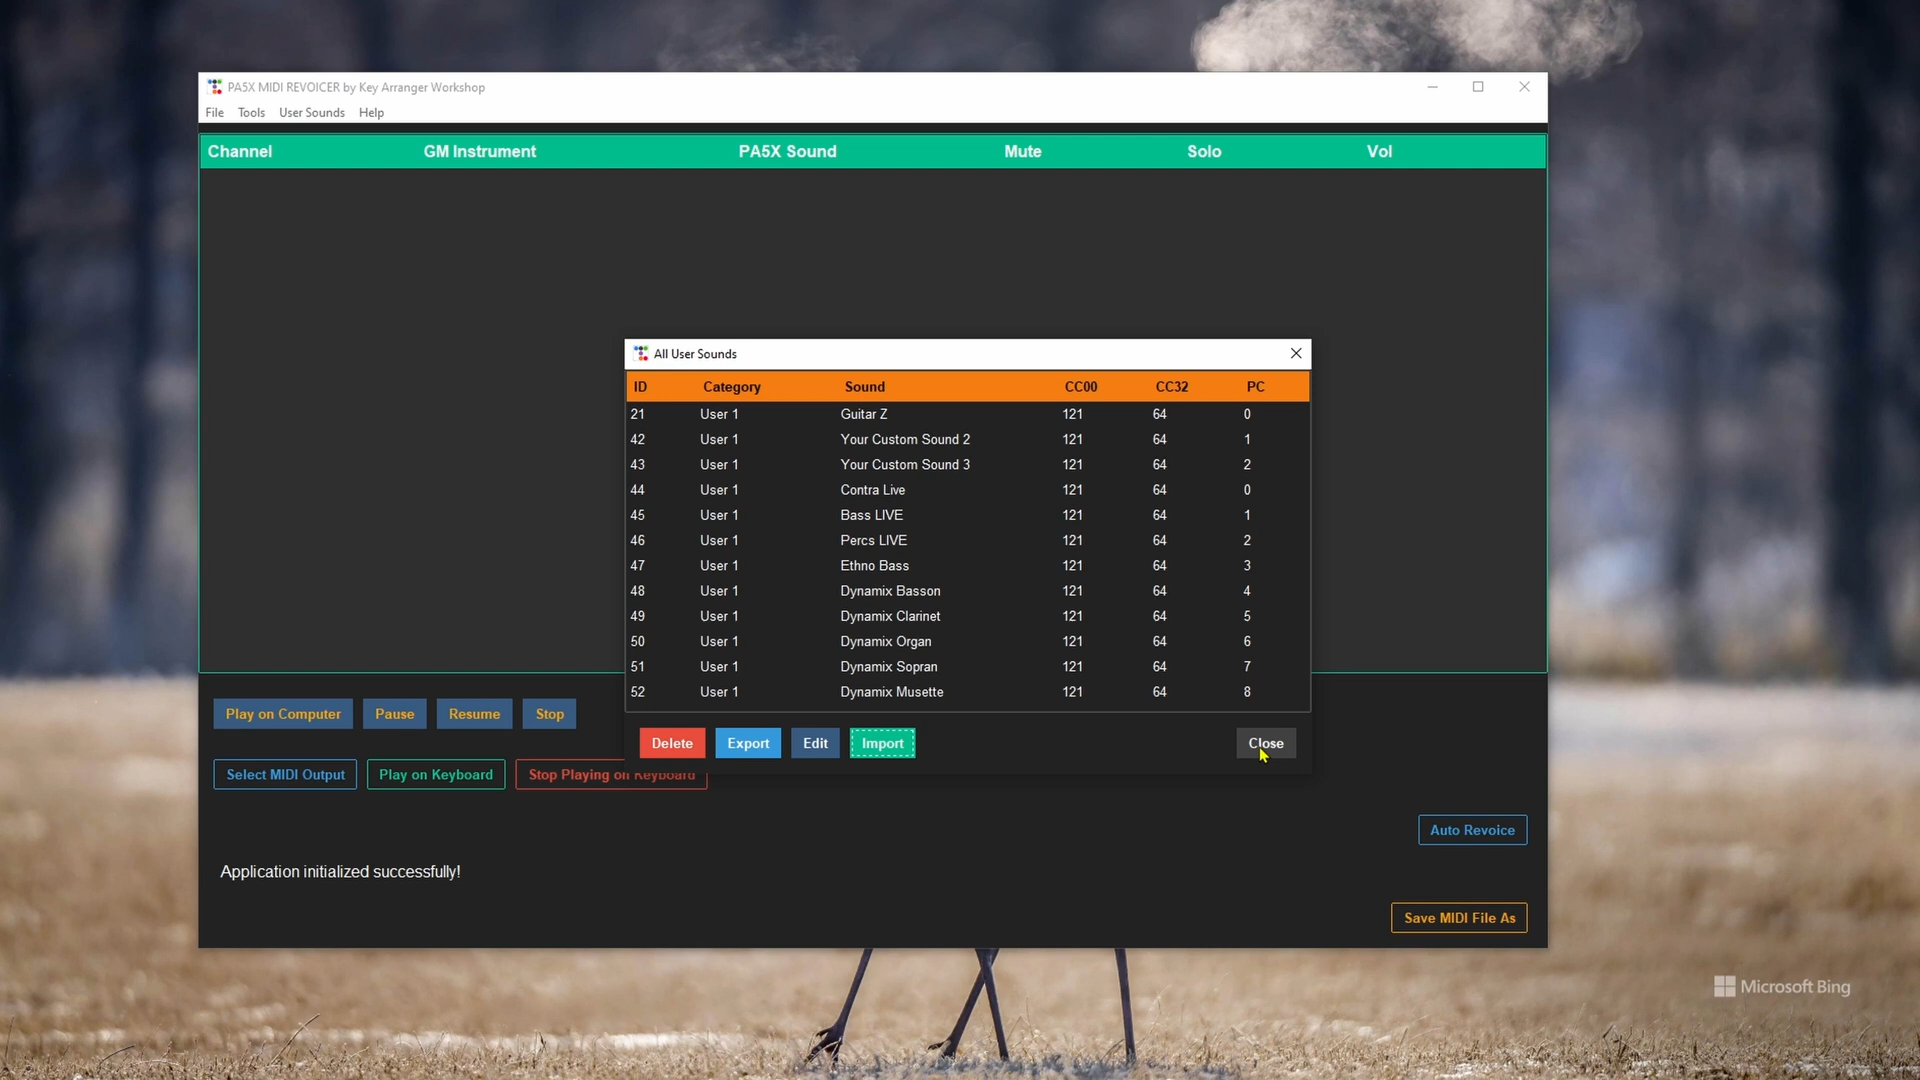 PA5X MIDI REVOICER by Key Arranger Workshop
File Tools User Sounds Help
Channel GM Instrument PA5X Sound Mute Solo Vol
All User Sounds
ID Category Sound CC00 CC32 PC
21 User 1 Guitar Z 121 64 0
42 User 1 Your Custom Sound 2 121 64 1
43 User 1 Your Custom Sound 3 121 64 2
44 User 1 Contra Live 121 64 0
45 User 1 Bass LIVE 121 64 1
46 User 1 Percs LIVE 121 64 2
47 User 1 Ethno Bass 121 64 3
48 User 1 Dynamix Basson 121 64 4
49 User 1 Dynamix Clarinet 121 64 5
50 User 1 Dynamix Organ 121 64 6
51 User 1 Dynamix Sopran 121 64 7
52 User 1 Dynamix Musette 121 64 8
Delete Export Edit Import Close
Play on Computer Pause Resume Stop
Select MIDI Output Play on Keyboard Stop Playing on Keyboard
Auto Revoice
Application initialized successfully!
Save MIDI File As
Microsoft Bing